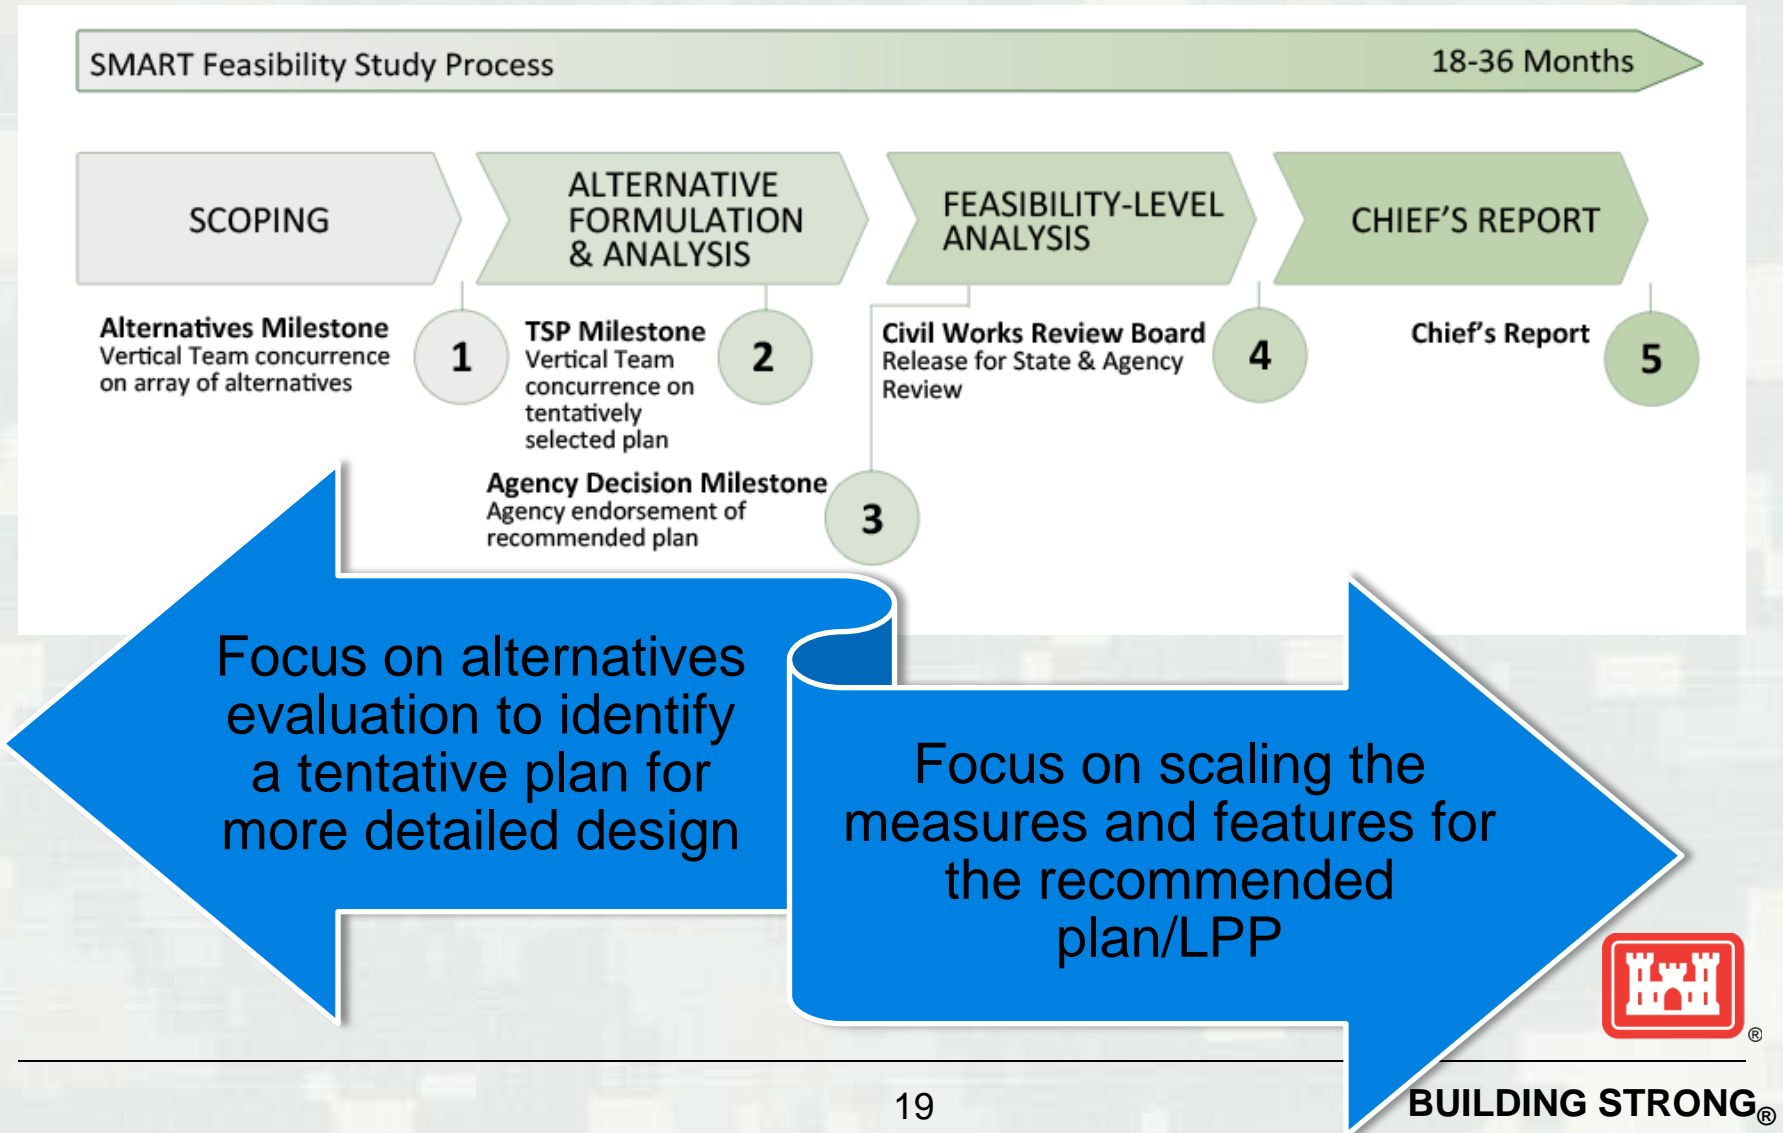 SMART Feasibility Study Process
18-36 Months
SCOPING
ALTERNATIVE
FORMULATION
& ANALYSIS
FEASIBILITY-LEVEL
ANALYSIS
CHIEF'S REPORT
Alternatives Milestone
Vertical Team concurrence
on array of alternatives
1
TSP Milestone
Vertical Team
concurrence on
tentatively
selected plan
2
Agency Decision Milestone
Agency endorsement of
recommended plan
3
Civil Works Review Board
Release for State & Agency
Review
4
Chief's Report
5
Focus on alternatives
evaluation to identify
a tentative plan for
more detailed design
Focus on scaling the
measures and features for
the recommended
plan/LPP
®
19
BUILDING STRONG®